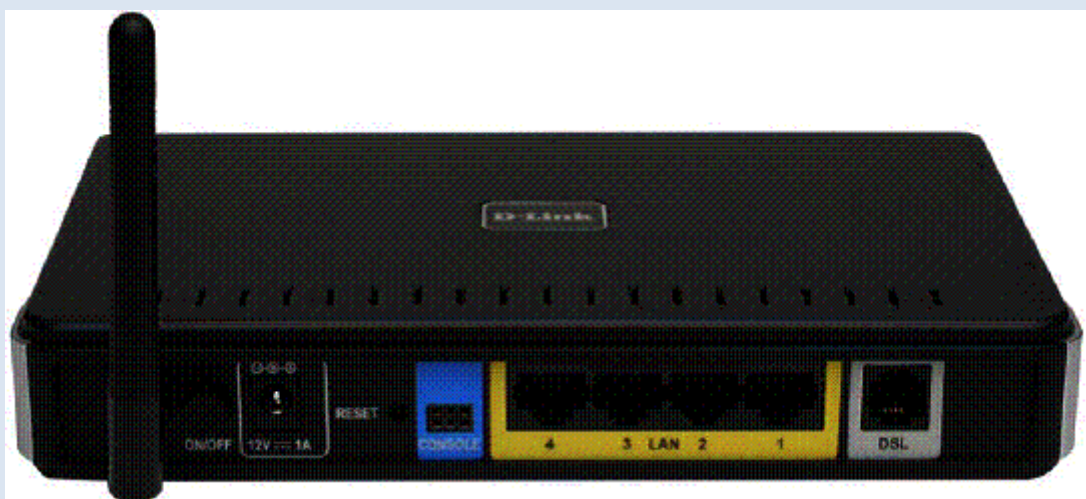 D-Link
RESET
ON/OFF
12V 1A
CONSOLE
4 3 LAN 2 1
DSL